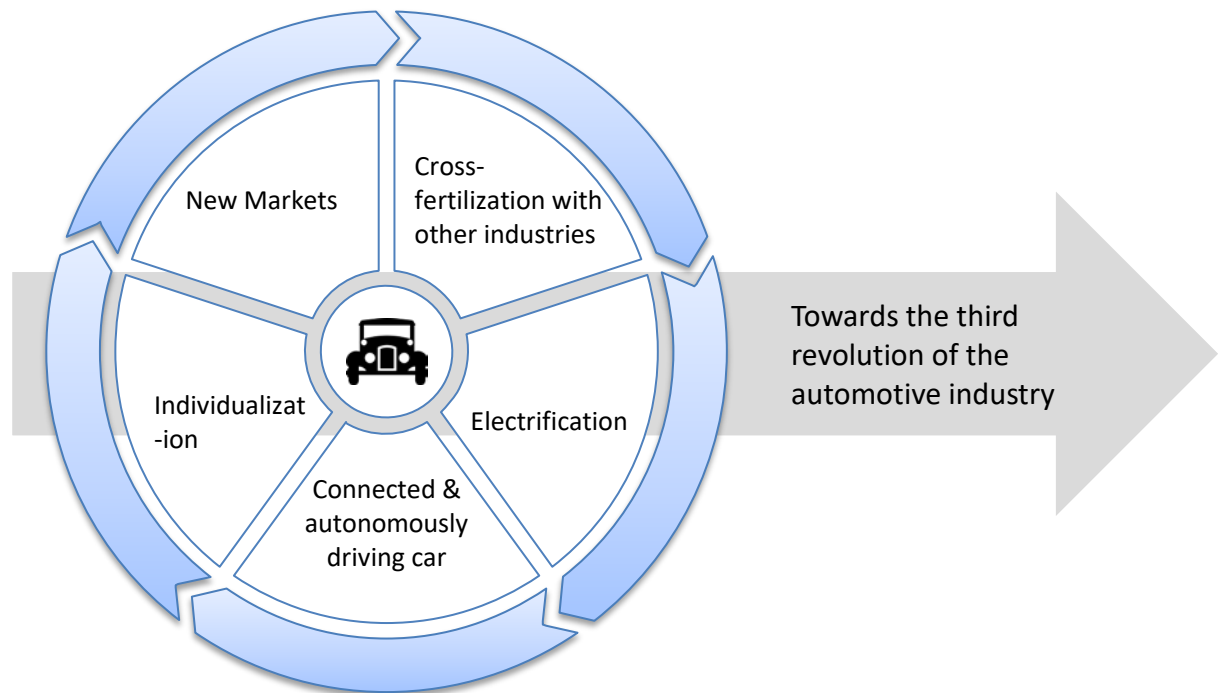 New Markets
Cross-
fertilization with
other industries
Individualizat
-ion
Electrification
Connected &
autonomously
driving car
Towards the third
revolution of the
automotive industry